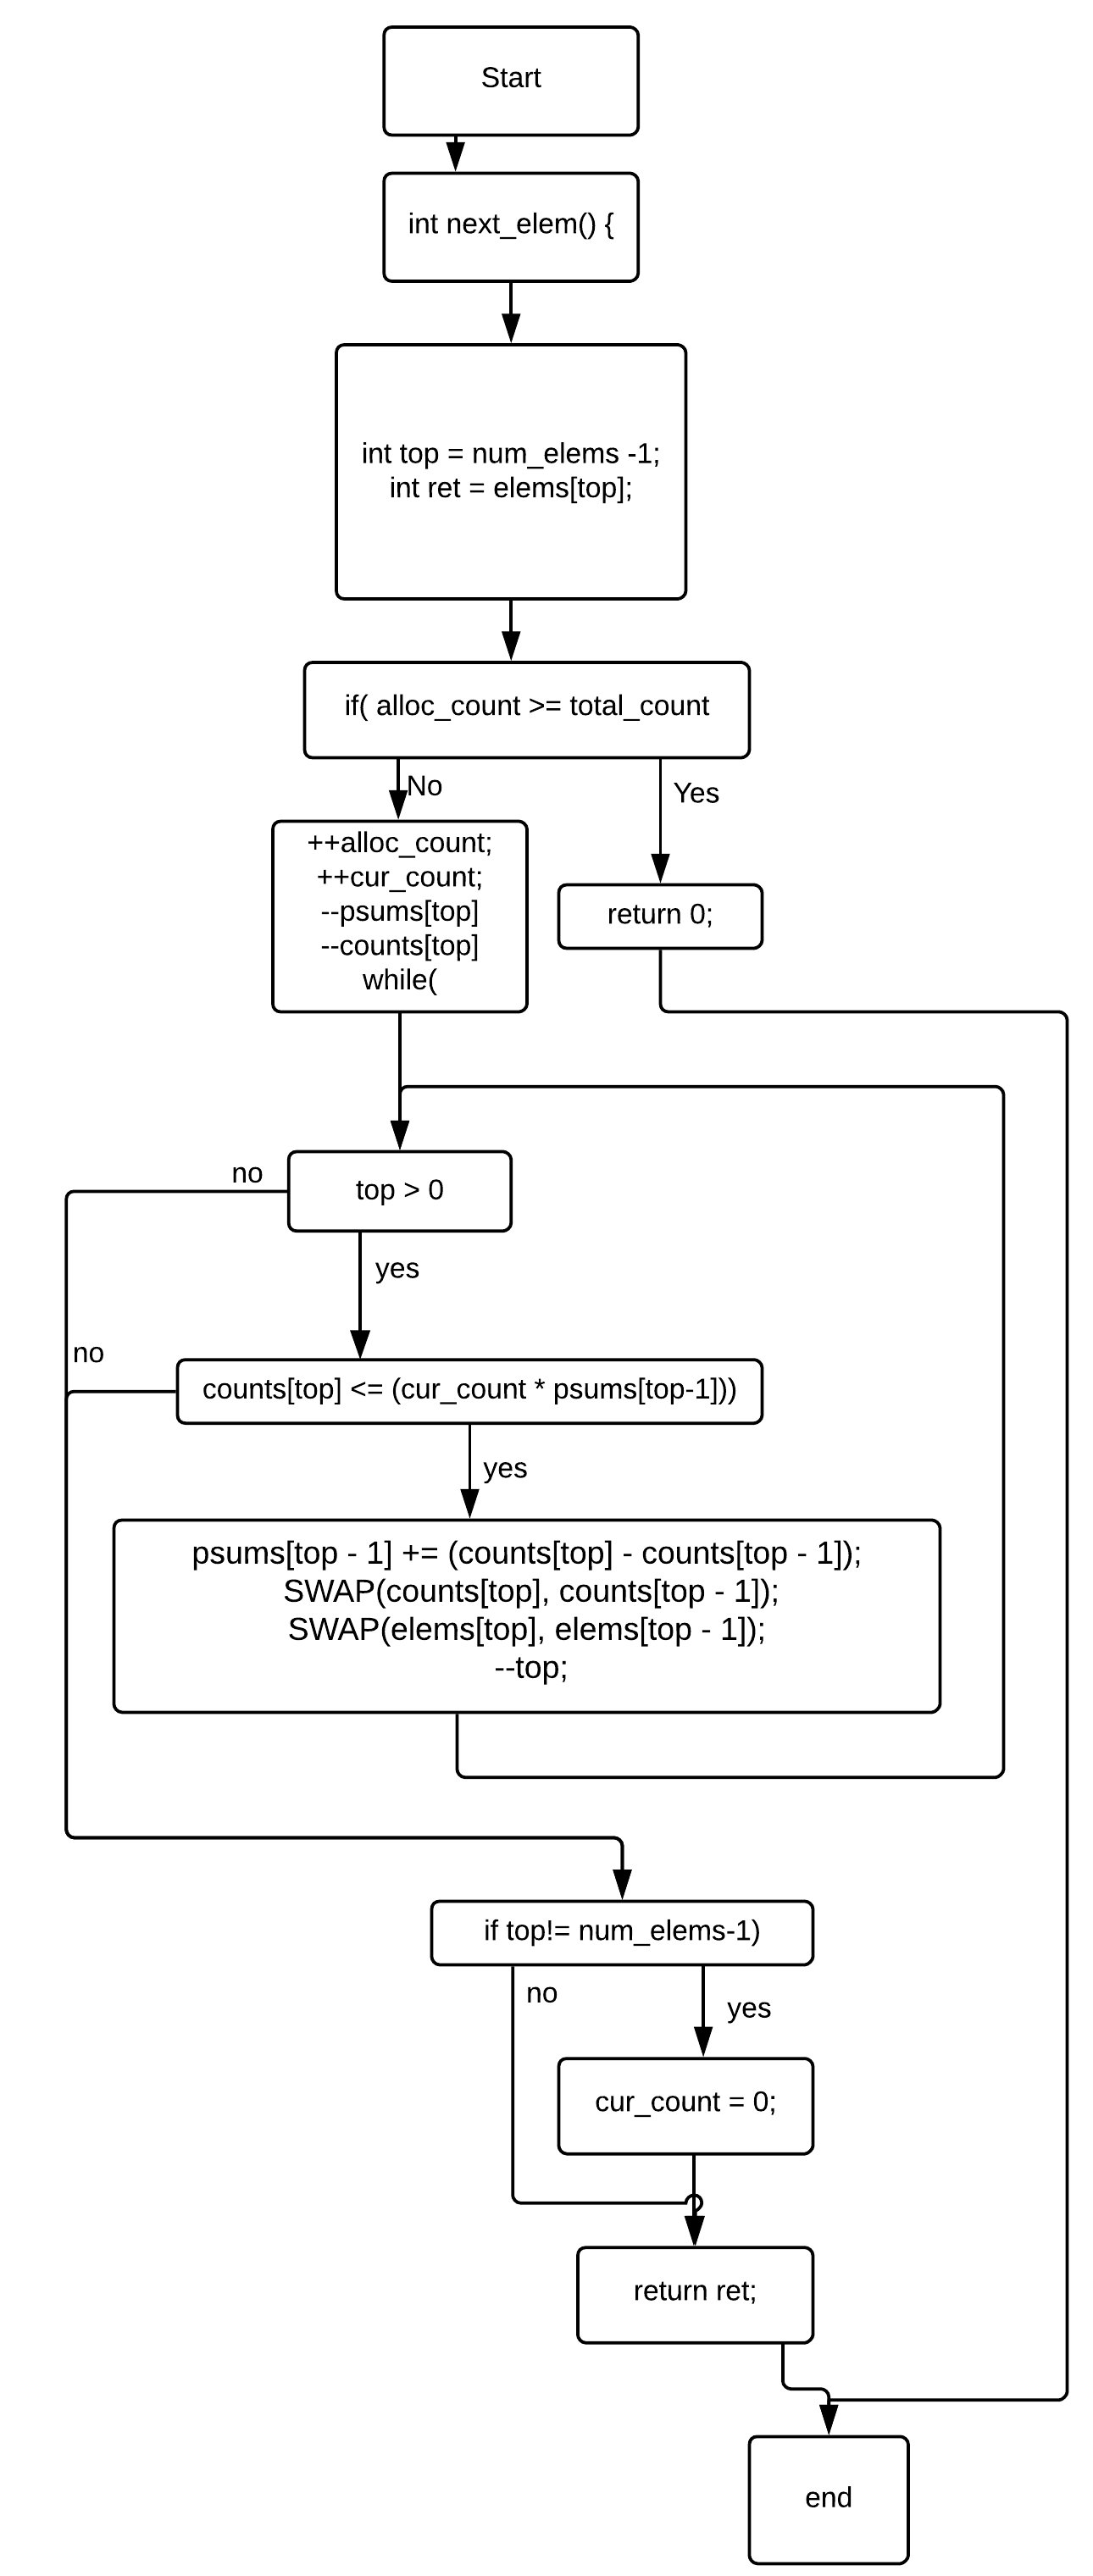 Start
int next_elem() {
int top = num_elems -1;
int ret = elems[top];
if( alloc_count >= total_count
No
Yes
++alloc_count;
++cur_count;
--psums[top]
--counts[top]
while(
return 0;
no
top > 0
yes
no
counts[top] <= (cur_count * psums[top-1]))
yes
psums[top - 1] += (counts[top] - counts[top - 1]);
SWAP(counts[top], counts[top - 1]);
SWAP(elems[top], elems[top - 1]);
--top;
if top!= num_elems-1)
no
yes
cur_count = 0;
return ret;
end